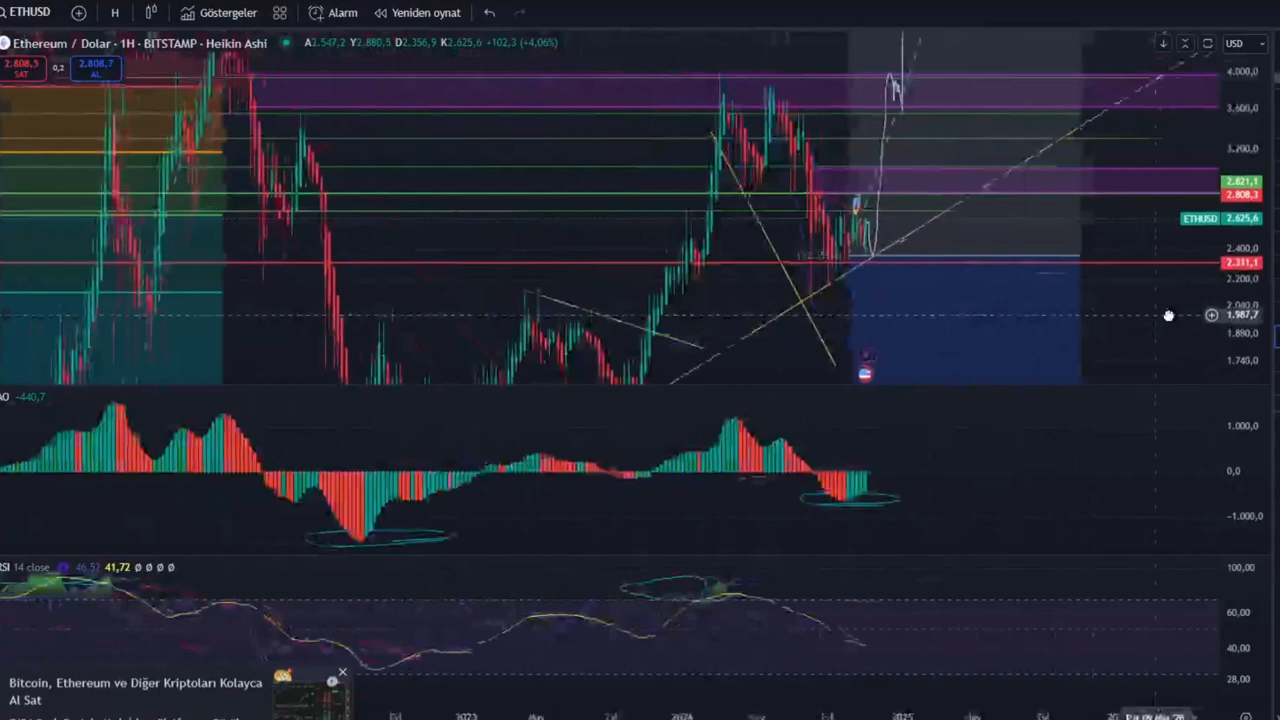 ETHUSD H Göstergeler Alarm Yeniden oynat
Ethereum / Dolar · 1H · BITSTAMP · Heikin Ashi A2.547,2 Y2.880,5 D2.356,9 K2.625,6 +102,3 (+4,06%) USD
2.808,5 0,2 2.808,7
SAT AL
4.000,0
3.600,0
3.200,0
2.821,1
2.808,3
ETHUSD 2.625,6
2.400,0
2.311,1
2.200,0
2.040,0
1.987,7
1.890,0
1.745,0
AO -440,7
1.000,0
0,0
-1.000,0
RSI 14 close 46,52 41,72 Ø Ø Ø Ø
100,00
60,00
40,00
28,00
Bitcoin, Ethereum ve Diğer Kriptoları Kolayca
Al Sat
2023 2024 2025